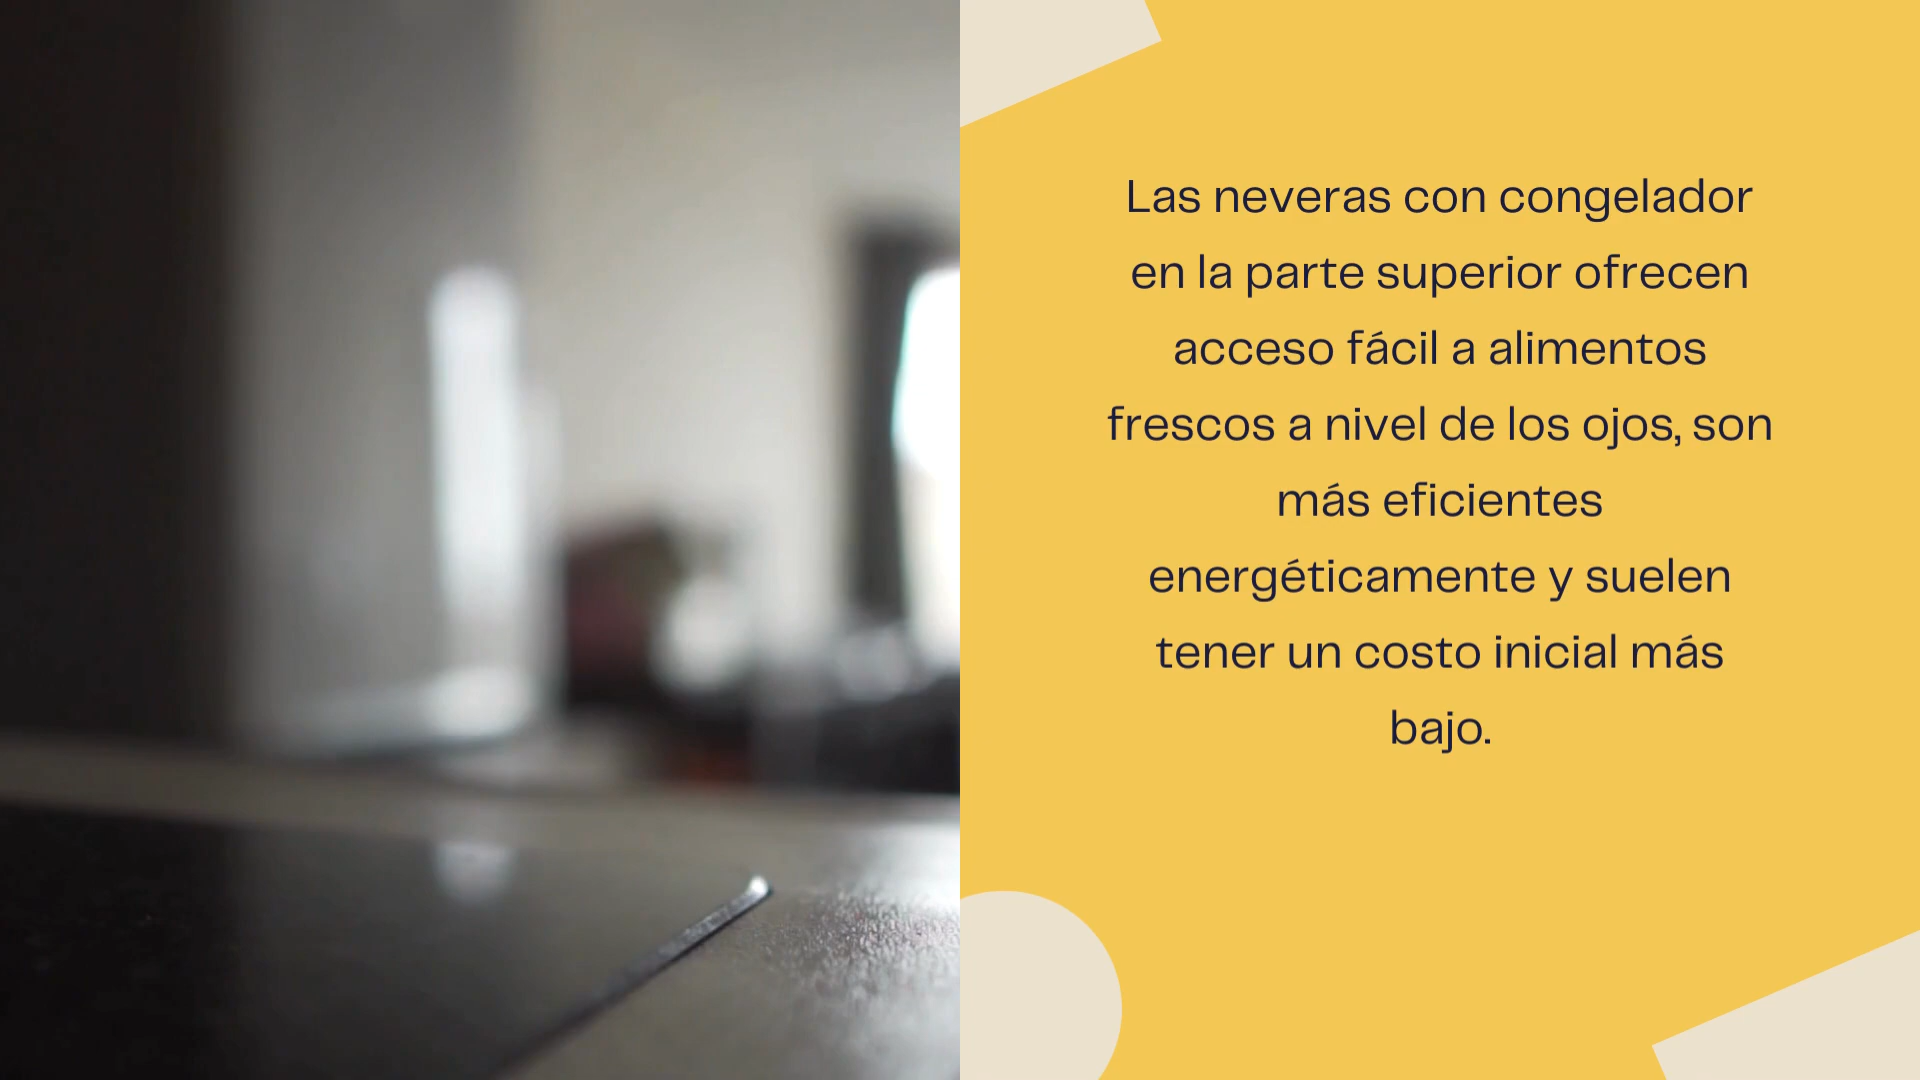 Las neveras con congelador
en la parte superior ofrecen
acceso fácil a alimentos
frescos a nivel de los ojos, son
más eficientes
energéticamente y suelen
tener un costo inicial más
bajo.